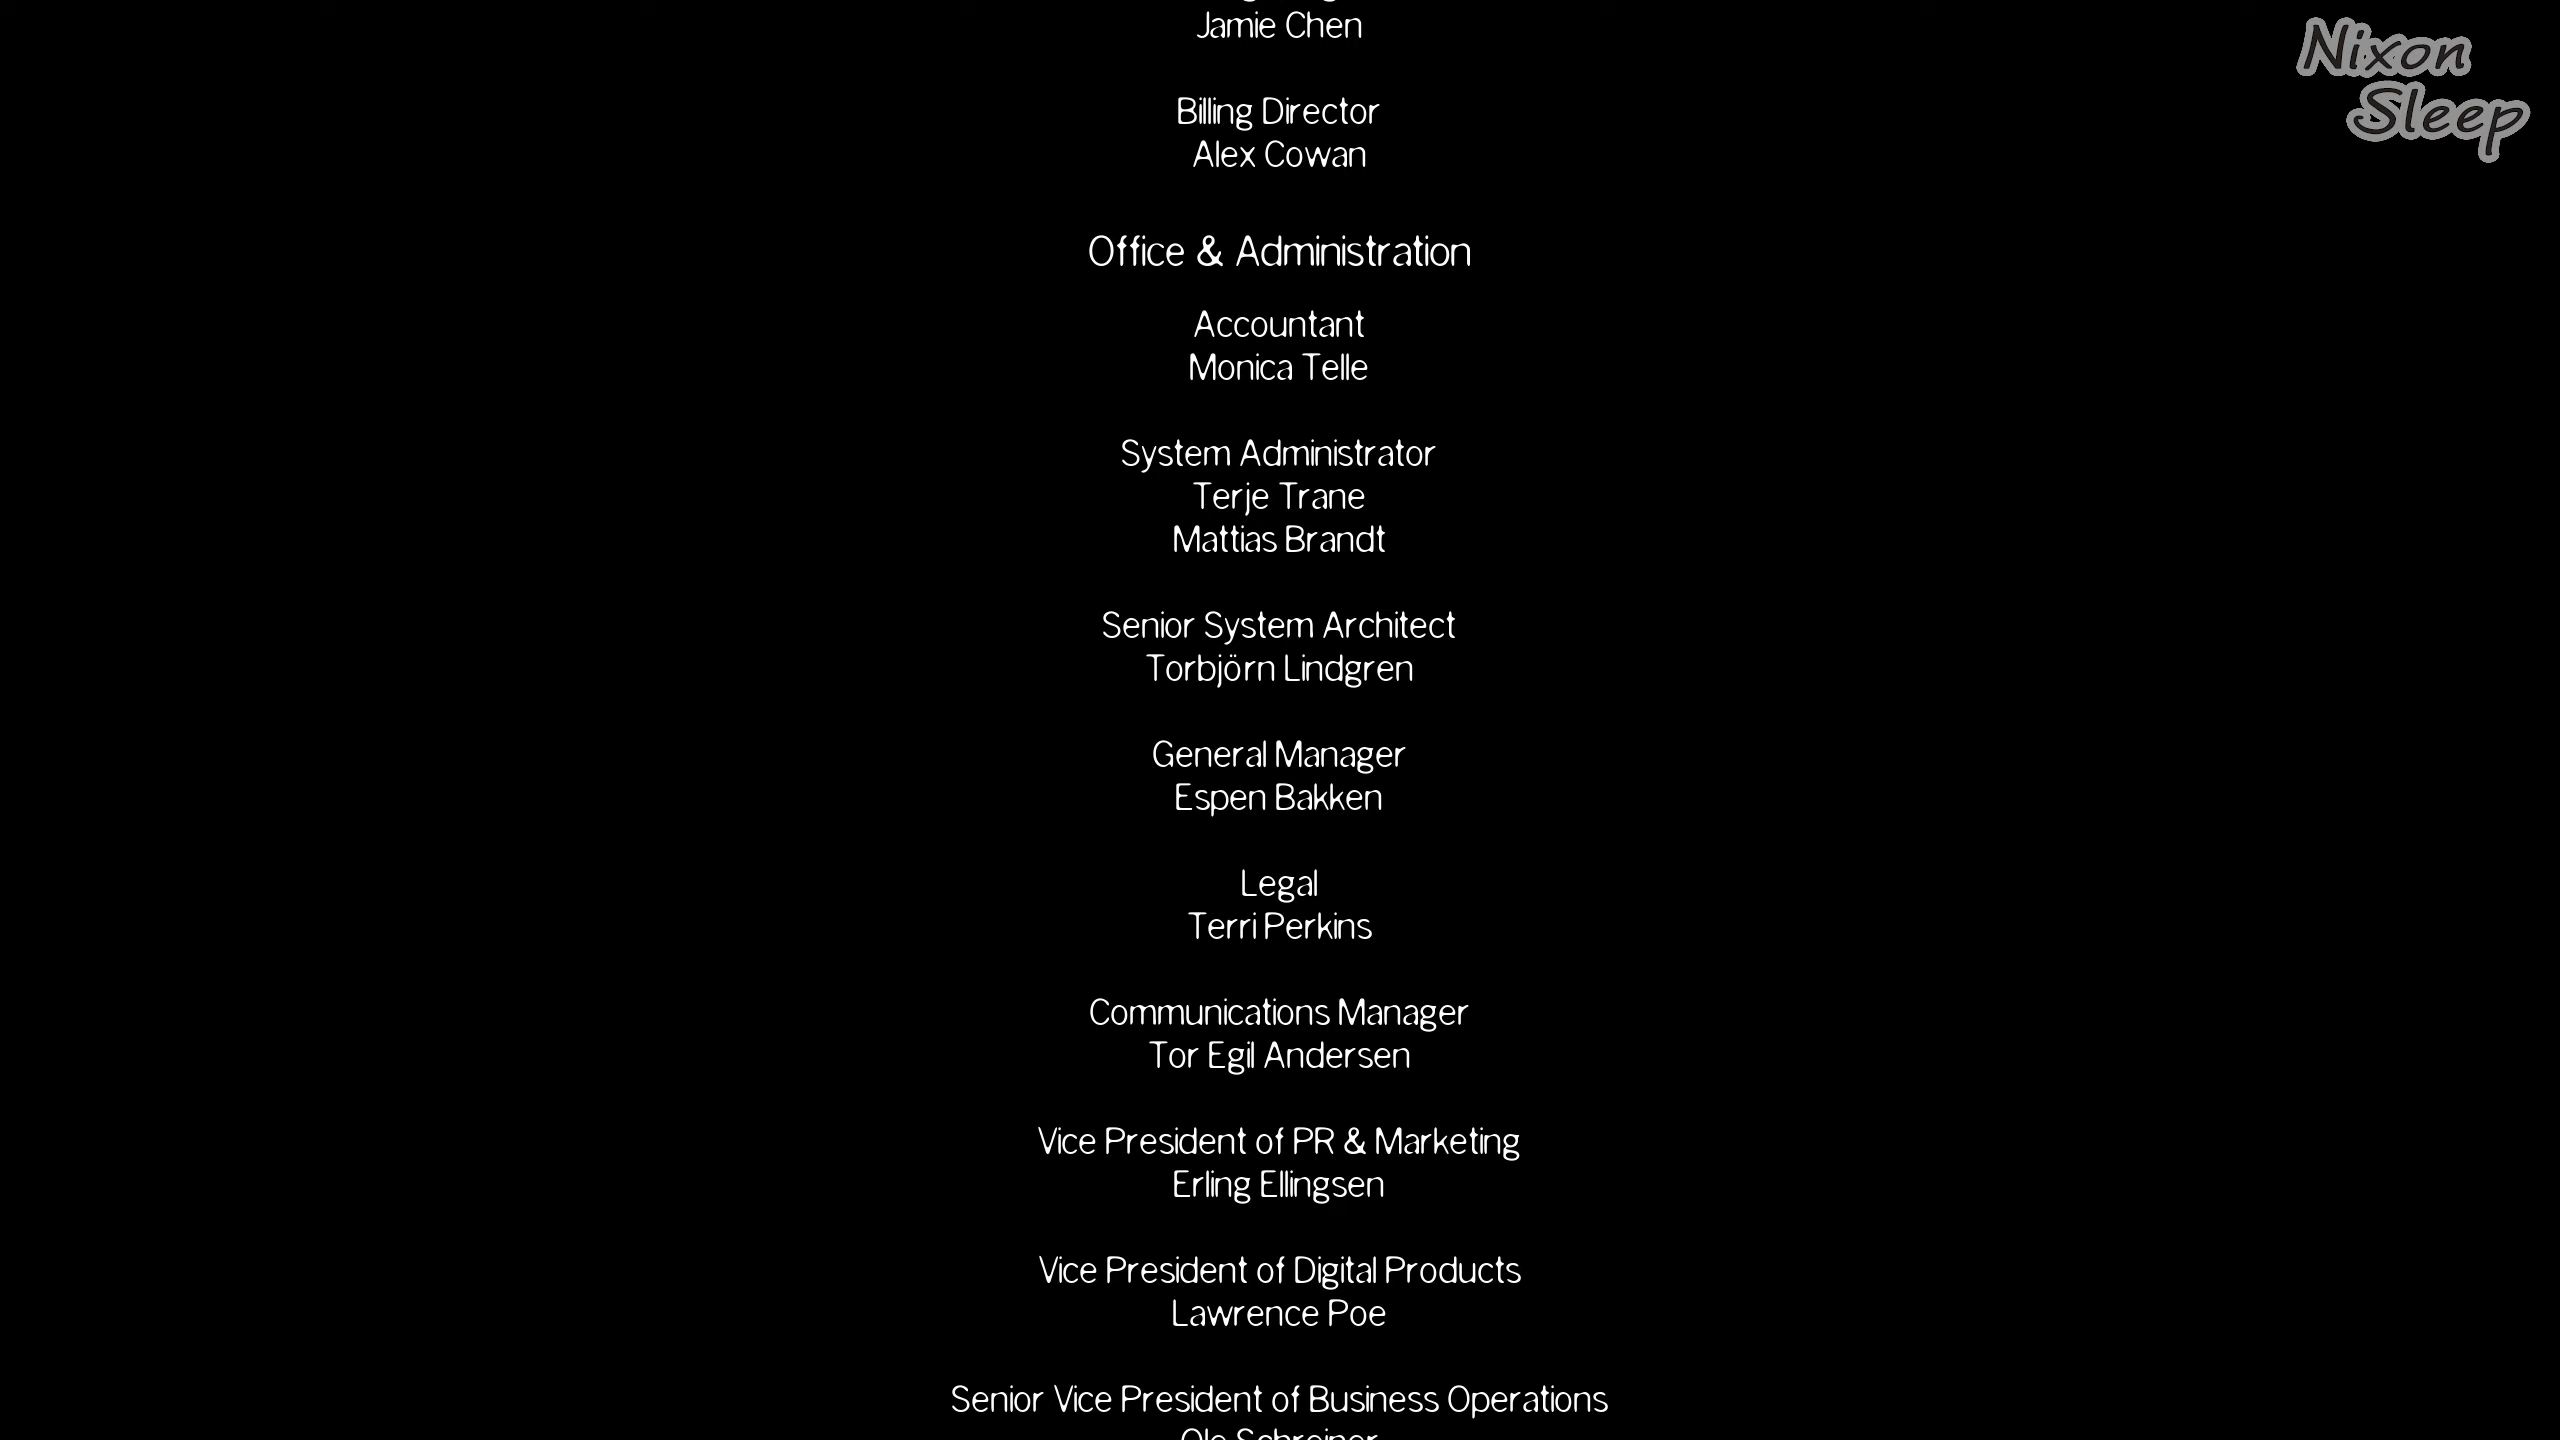 Jamie Chen
Billing Director
Alex Cowan
Office & Administration
Accountant
Monica Telle
System Administrator
Terje Trane
Mattias Brandt
Senior System Architect
Torbjörn Lindgren
General Manager
Espen Bakken
Legal
Terri Perkins
Communications Manager
Tor Egil Andersen
Vice President of PR & Marketing
Erling Ellingsen
Vice President of Digital Products
Lawrence Poe
Senior Vice President of Business Operations
Ole Schreiner
Nixon
Sleep